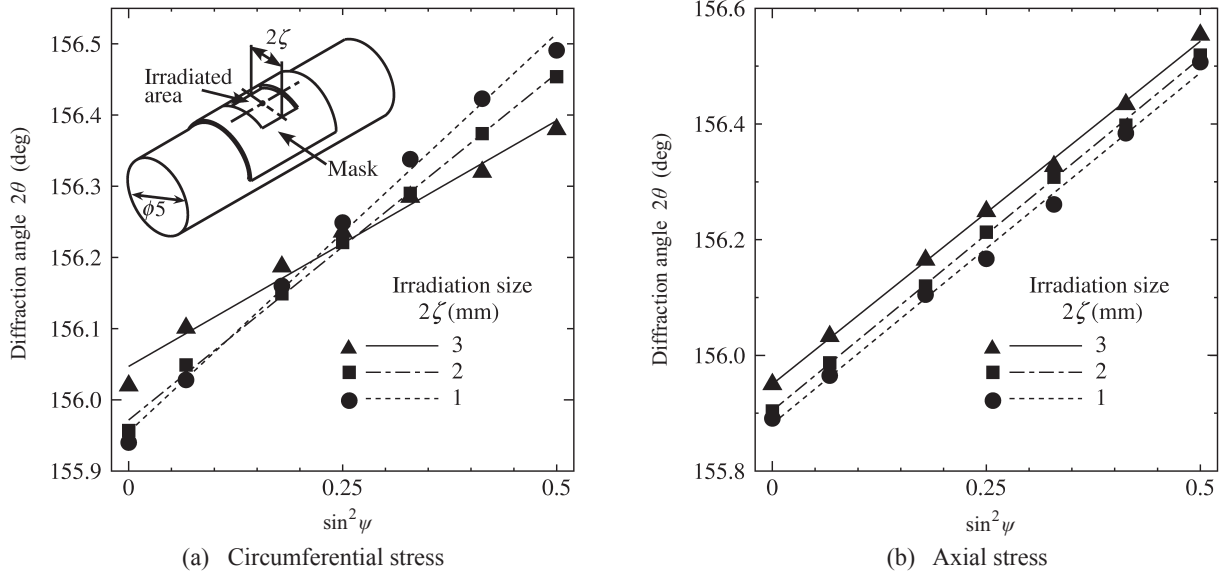 Diffraction angle 2θ (deg)
156.5
156.4
156.3
156.2
156.1
156.0
155.9
2ζ
Irradiated
area
Mask
ϕ5
Irradiation size
2ζ (mm)
3
2
1
0
0.25
0.5
sin²ψ
(a) Circumferential stress
Diffraction angle 2θ (deg)
156.6
156.4
156.2
156.0
155.8
Irradiation size
2ζ (mm)
3
2
1
0
0.25
0.5
sin²ψ
(b) Axial stress